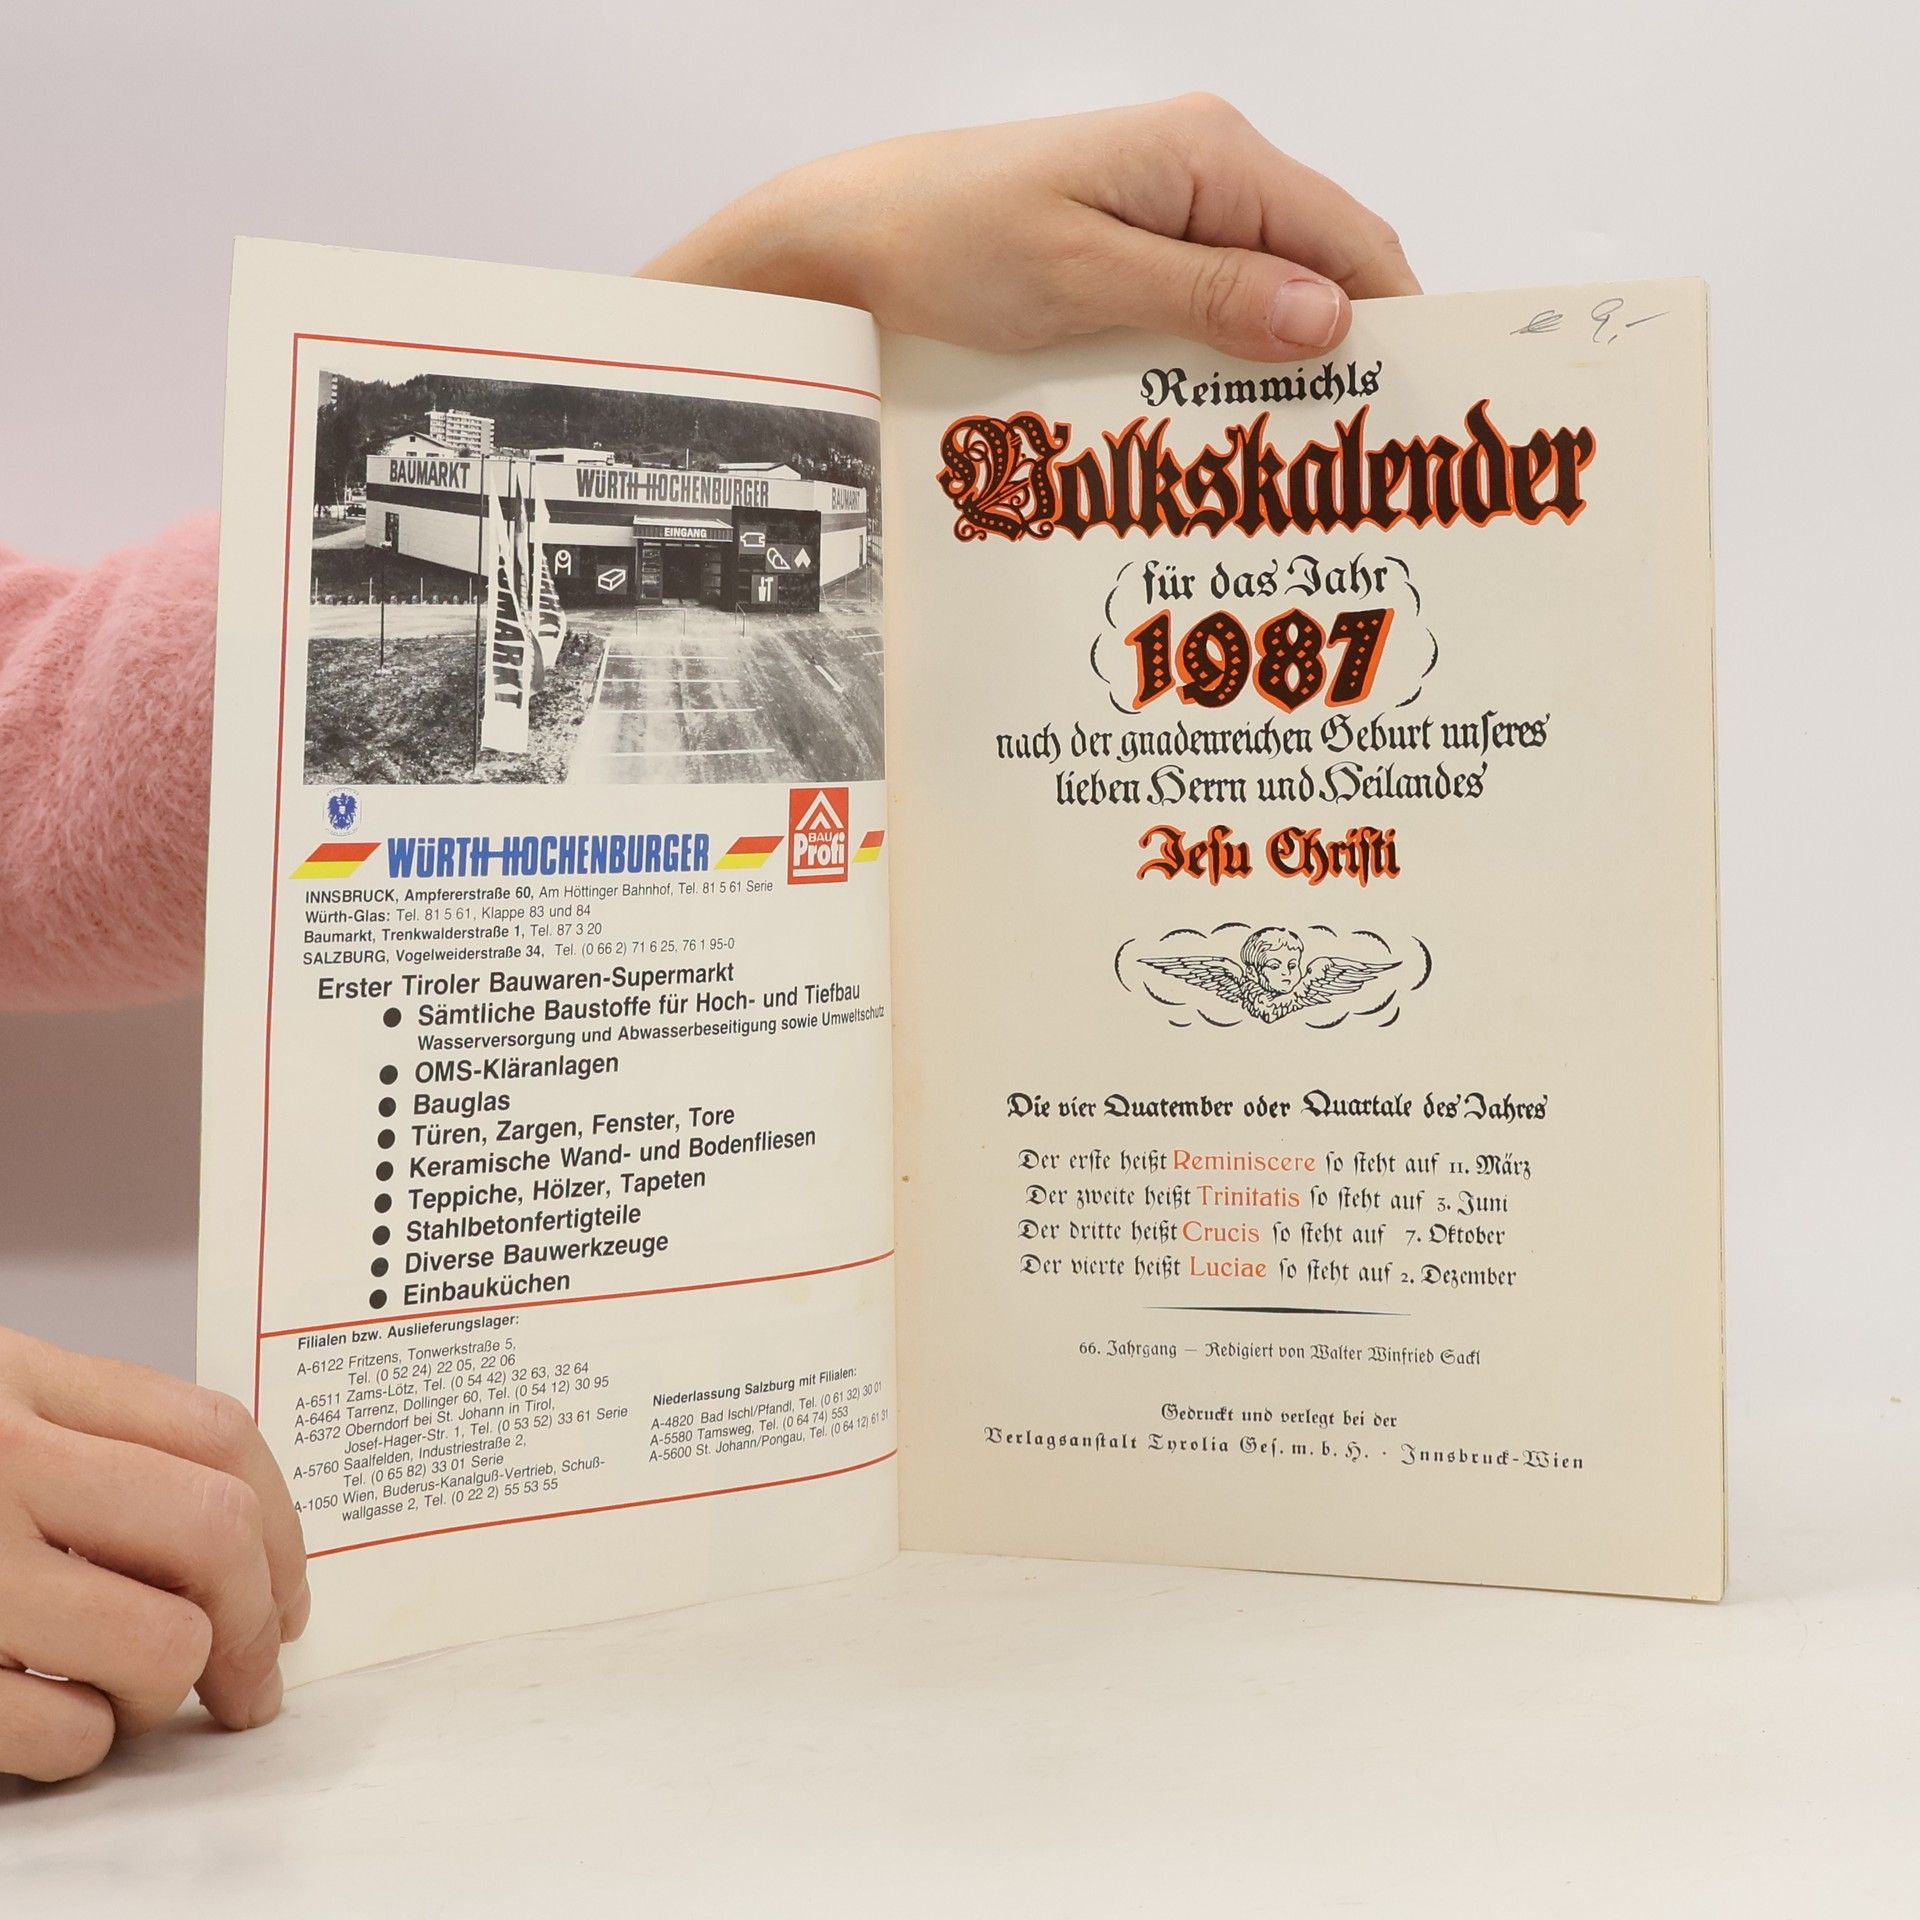 BAUMARKT
WÜRTH-HOCHENBURGER
BAUMARKT
EINGANG
WÜRTH-HOCHENBURGER
BAU
Profi
INNSBRUCK, Ampfererstraße 60, Am Höttinger Bahnhof, Tel. 81 5 61 Serie
Würth-Glas: Tel. 81 5 61, Klappe 83 und 84
Baumarkt, Trenkwalderstraße 1, Tel. 87 3 20
SALZBURG, Vogelweiderstraße 34, Tel. (0 66 2) 71 6 25, 76 1 95-0
Erster Tiroler Bauwaren-Supermarkt
● Sämtliche Baustoffe für Hoch- und Tiefbau
Wasserversorgung und Abwasserbeseitigung sowie Umweltschutz
● OMS-Kläranlagen
● Bauglas
● Türen, Zargen, Fenster, Tore
● Keramische Wand- und Bodenfliesen
● Teppiche, Hölzer, Tapeten
● Stahlbetonfertigteile
● Diverse Bauwerkzeuge
● Einbauküchen
Filialen bzw. Auslieferungslager:
A-6122 Fritzens, Tonwerkstraße 5,
Tel. (0 52 24) 22 05, 22 06
A-6511 Zams-Lötz, Tel. (0 54 42) 32 63, 32 64
A-6464 Tarrenz, Dollinger 60, Tel. (0 54 12) 30 95
A-6372 Oberndorf bei St. Johann in Tirol,
Josef-Hager-Str. 1, Tel. (0 53 52) 33 61 Serie
A-5760 Saalfelden, Industriestraße 2,
Tel. (0 65 82) 33 01 Serie
A-1050 Wien, Buderus-Kanalguß-Vertrieb, Schuß-
wallgasse 2, Tel. (0 22 2) 55 53 55
Niederlassung Salzburg mit Filialen:
A-4820 Bad Ischl/Pfandl, Tel. (0 61 32) 30 01
A-5580 Tamsweg, Tel. (0 64 74) 553
A-5600 St. Johann/Pongau, Tel. (0 64 12) 61 31
9,-
Reimmichls
Volkskalender
für das Jahr
1987
nach der gnadenreichen Geburt unſeres
lieben Herrn und Heilandes
Jeſu Chriſti
Die vier Quatember oder Quartale des Jahres
Der erſte heißt Reminiscere ſo ſteht auf 11. März
Der zweite heißt Trinitatis ſo ſteht auf 3. Juni
Der dritte heißt Crucis ſo ſteht auf 7. Oktober
Der vierte heißt Luciae ſo ſteht auf 2. Dezember
66. Jahrgang — Redigiert von Walter Winfried Sackl
Gedruckt und verlegt bei der
Verlagsanſtalt Tyrolia Geſ. m. b. H. · Innsbruck-Wien